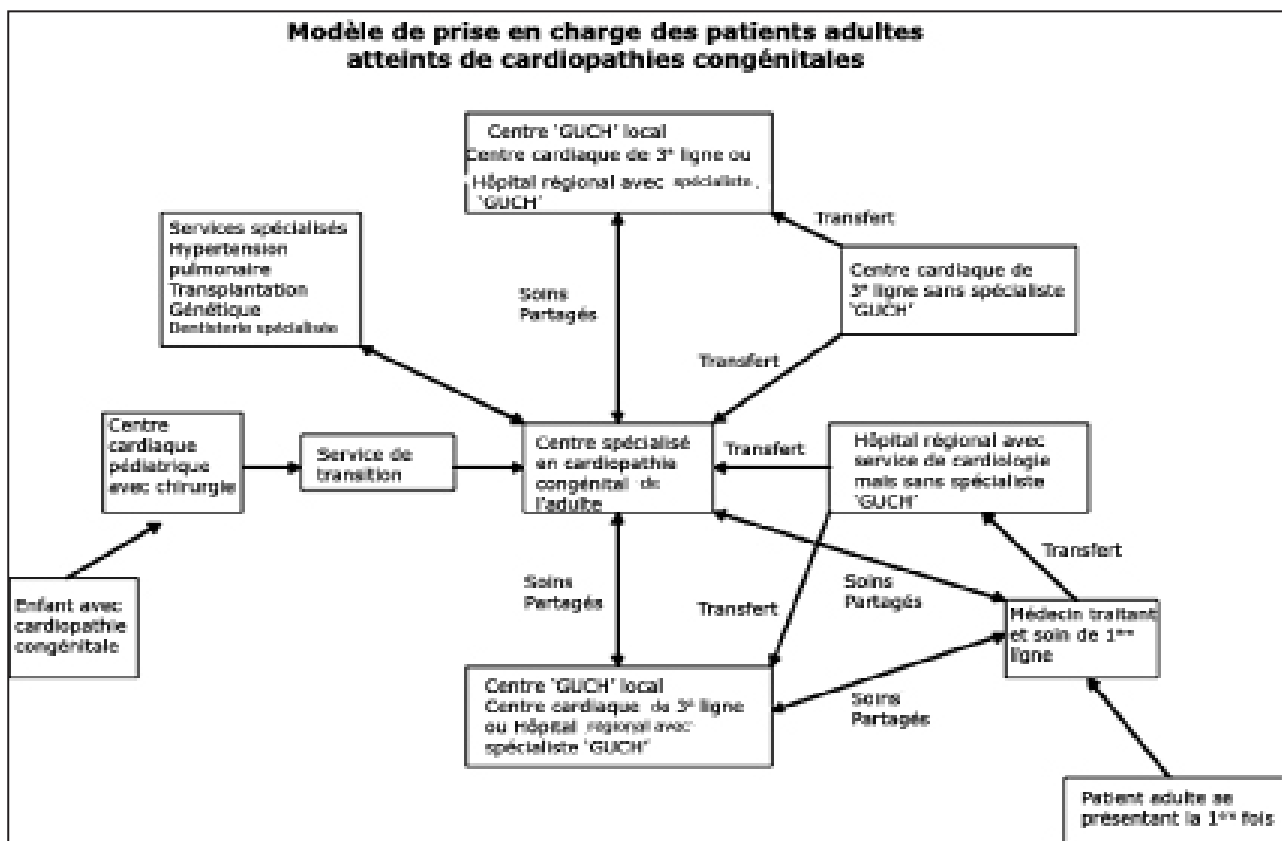 Modèle de prise en charge des patients adultes
atteints de cardiopathies congénitales
Centre 'GUCH' local
Centre cardiaque de 3ᵉ ligne ou
Hôpital régional avec spécialiste.
'GUCH'
Transfert
Services spécialisés
Hypertension
pulmonaire
Transplantation
Génétique
Dentisterie spécialisée
Soins
Partagés
Centre cardiaque de
3ᵉ ligne sans spécialiste
'GUCH'
Transfert
Centre
cardiaque
pédiatrique
avec chirurgie
Service de
transition
Centre spécialisé
en cardiopathie
congénital de
l'adulte
Transfert
Hôpital régional avec
service de cardiologie
mais sans spécialiste
'GUCH'
Transfert
Enfant avec
cardiopathie
congénitale
Soins
Partagés
Transfert
Soins
Partagés
Médecin traitant
et soin de 1ᵉʳᵉ
ligne
Centre 'GUCH' local
Centre cardiaque de 3ᵉ ligne
ou Hôpital régional avec
spécialiste 'GUCH'
Soins
Partagés
Patient adulte se
présentant la 1ᵉʳᵉ fois